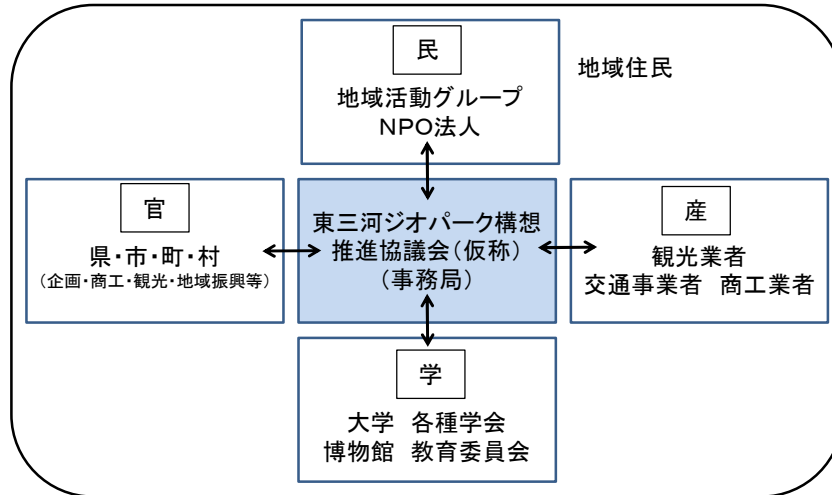 民
地域活動グループ
NPO法人
地域住民
官
県・市・町・村
(企画・商工・観光・地域振興等)
東三河ジオパーク構想
推進協議会(仮称)
(事務局)
産
観光業者
交通事業者 商工業者
学
大学 各種学会
博物館 教育委員会